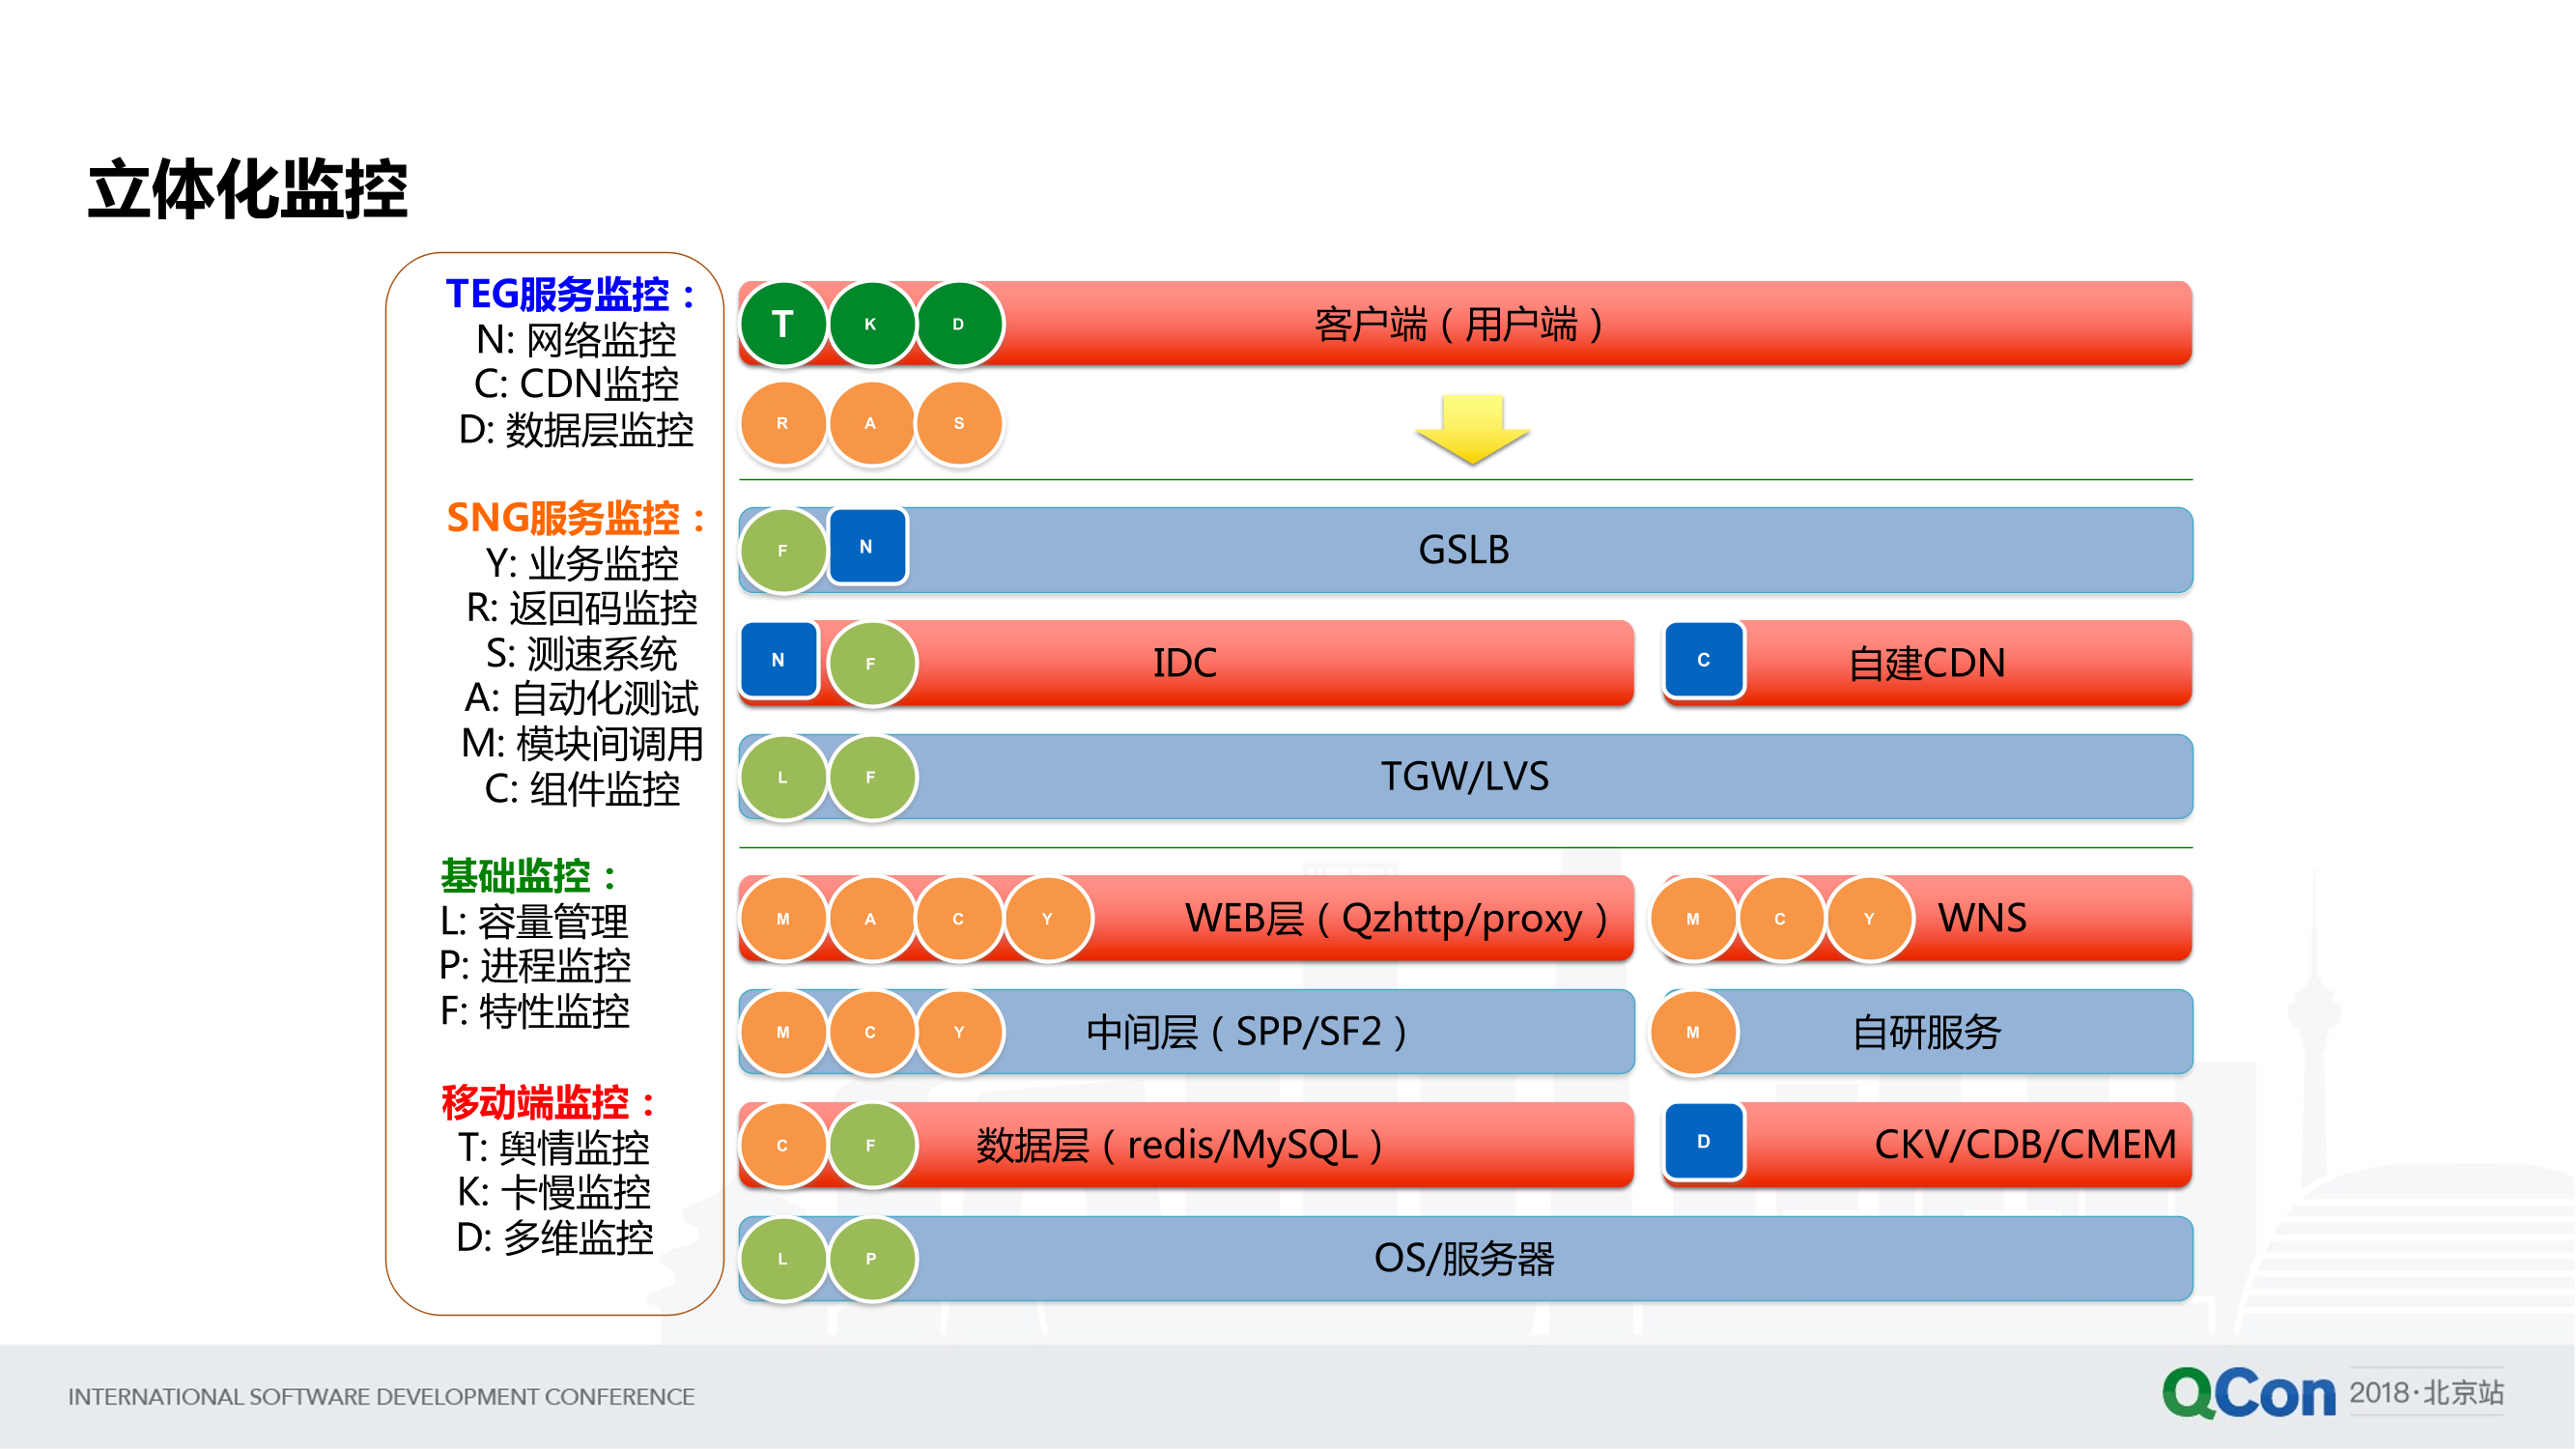 立体化监控
TEG服务监控：
N: 网络监控
C: CDN监控
D: 数据层监控
SNG服务监控：
Y: 业务监控
R: 返回码监控
S: 测速系统
A: 自动化测试
M: 模块间调用
C: 组件监控
基础监控：
L: 容量管理
P: 进程监控
F: 特性监控
移动端监控：
T: 舆情监控
K: 卡慢监控
D: 多维监控
T K D 客户端（用户端）
R A S
F N GSLB
N F IDC
C 自建CDN
L F TGW/LVS
M A C Y WEB层（Qzhttp/proxy）
M C Y WNS
M C Y 中间层（SPP/SF2）
M 自研服务
C F 数据层（redis/MySQL）
D CKV/CDB/CMEM
L P OS/服务器
INTERNATIONAL SOFTWARE DEVELOPMENT CONFERENCE
QCon 2018·北京站